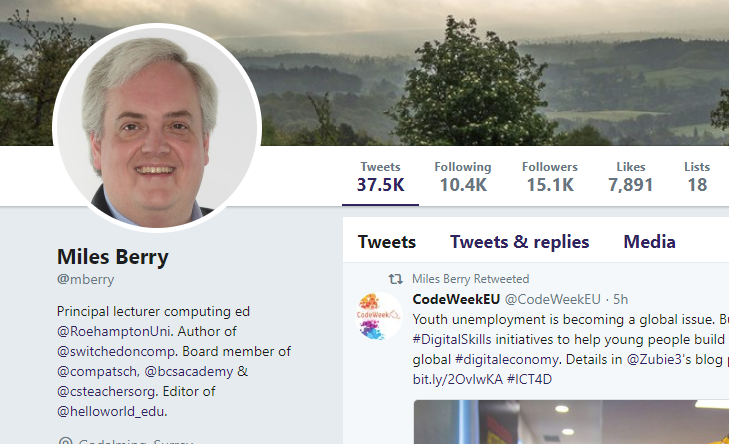 Tweets Following Followers Likes Lists
37.5K 10.4K 15.1K 7,891 18
Miles Berry
@mberry
Principal lecturer computing ed
@RoehamptonUni. Author of
@switchedoncomp. Board member of
@compatsch, @bcsacademy &
@csteachersorg. Editor of
@helloworld_edu.
Godalming, Surrey
Tweets Tweets & replies Media
Miles Berry Retweeted
CodeWeekEU @CodeWeekEU · 5h
Youth unemployment is becoming a global issue.
#DigitalSkills initiatives to help young people build
global #digitaleconomy. Details in @Zubie3's blog
bit.ly/2OvlwKA #ICT4D
CodeWeek